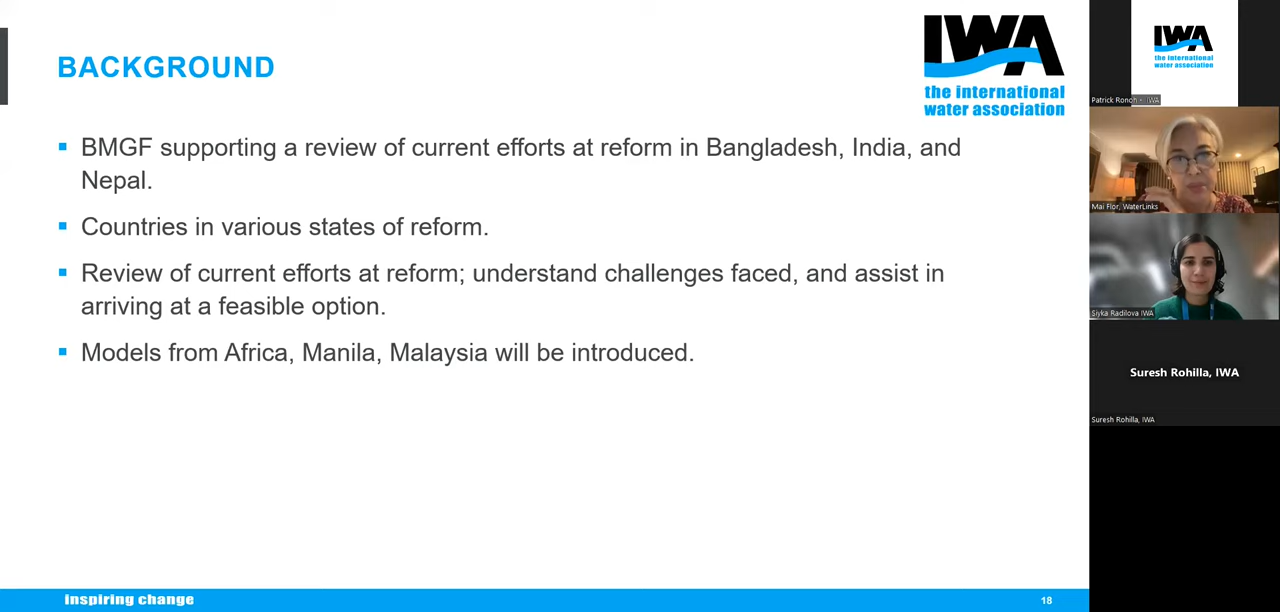 BACKGROUND
IWA
the international
water association
▪ BMGF supporting a review of current efforts at reform in Bangladesh, India, and
Nepal.
▪ Countries in various states of reform.
▪ Review of current efforts at reform; understand challenges faced, and assist in
arriving at a feasible option.
▪ Models from Africa, Manila, Malaysia will be introduced.
inspiring change
18
IWA
the international
water association
Patrick Ronoh - IWA
Mai Flor, WaterLinks
Siyka Radilova IWA
Suresh Rohilla, IWA
Suresh Rohilla, IWA